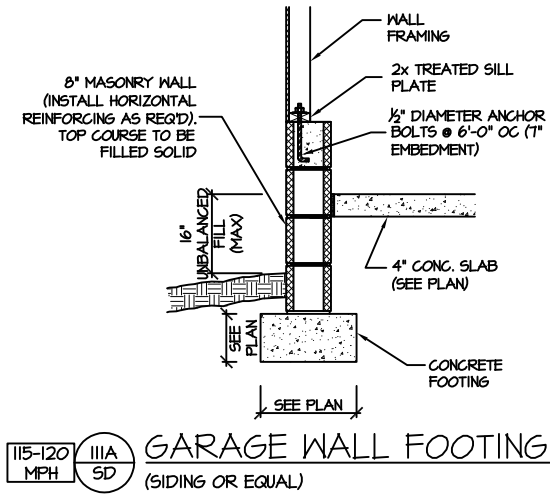 WALL
FRAMING
8" MASONRY WALL
(INSTALL HORIZONTAL
REINFORCING AS REQ'D).
TOP COURSE TO BE
FILLED SOLID
2x TREATED SILL
PLATE
½" DIAMETER ANCHOR
BOLTS @ 6'-0" OC (7"
EMBEDMENT)
16"
UNBALANCED
FILL
(MAX)
4" CONC. SLAB
(SEE PLAN)
SEE
PLAN
CONCRETE
FOOTING
SEE PLAN
115-120
MPH
111A
SD
GARAGE WALL FOOTING
(SIDING OR EQUAL)